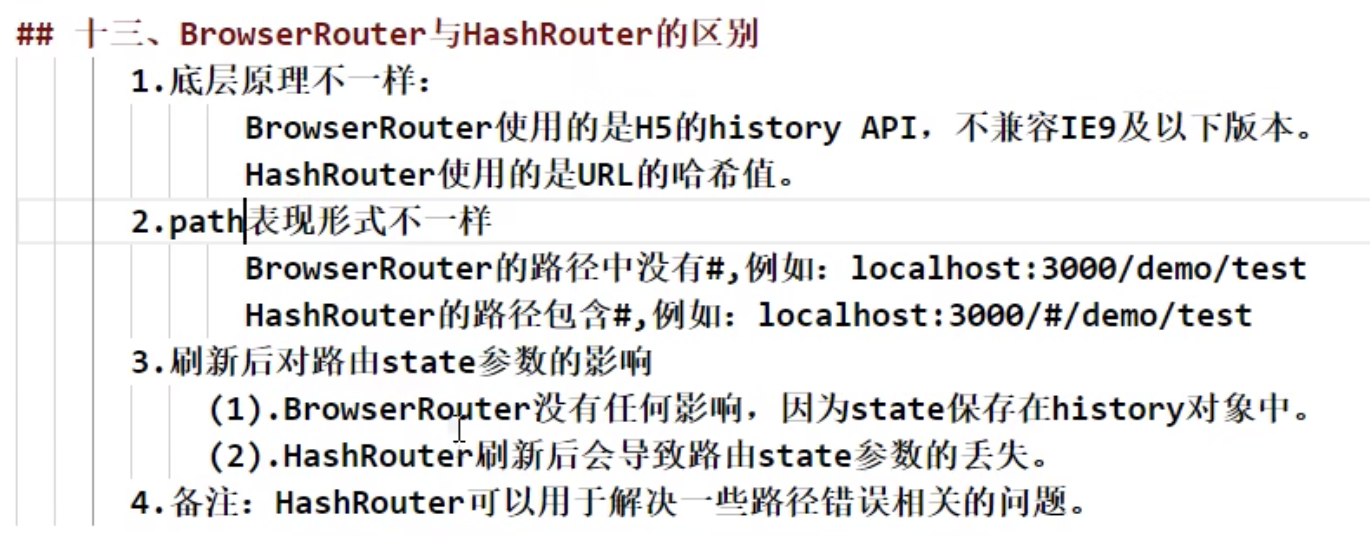 ## 十三、BrowserRouter与HashRouter的区别
1.底层原理不一样：
BrowserRouter使用的是H5的history API，不兼容IE9及以下版本。
HashRouter使用的是URL的哈希值。
2.path表现形式不一样
BrowserRouter的路径中没有#,例如：localhost:3000/demo/test
HashRouter的路径包含#,例如：localhost:3000/#/demo/test
3.刷新后对路由state参数的影响
(1).BrowserRouter没有任何影响，因为state保存在history对象中。
(2).HashRouter刷新后会导致路由state参数的丢失。
4.备注：HashRouter可以用于解决一些路径错误相关的问题。